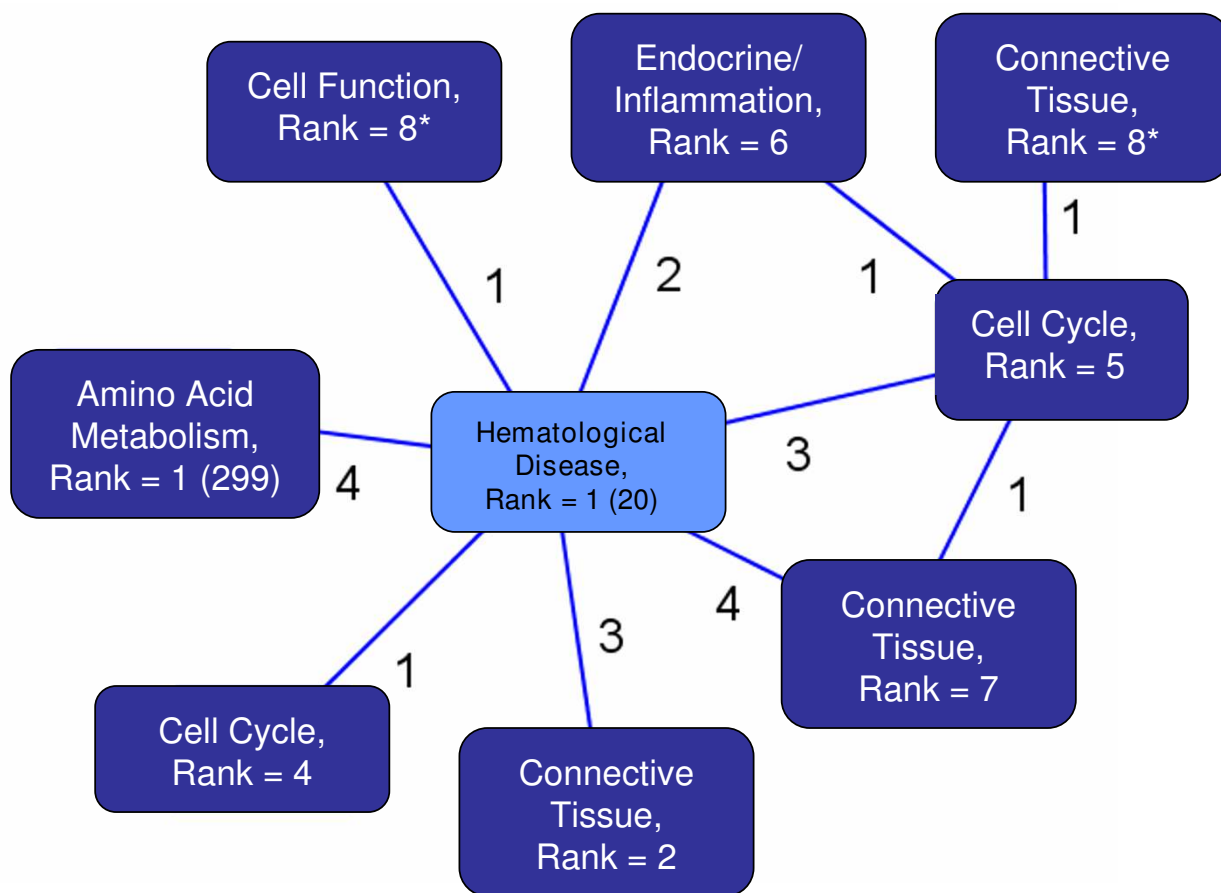 Cell Function,
Rank = 8*
Endocrine/
Inflammation,
Rank = 6
Connective
Tissue,
Rank = 8*
1
2
1
1
Cell Cycle,
Rank = 5
Amino Acid
Metabolism,
Rank = 1 (299)
4
Hematological
Disease,
Rank = 1 (20)
3
1
Connective
Tissue,
Rank = 7
4
3
1
Cell Cycle,
Rank = 4
Connective
Tissue,
Rank = 2